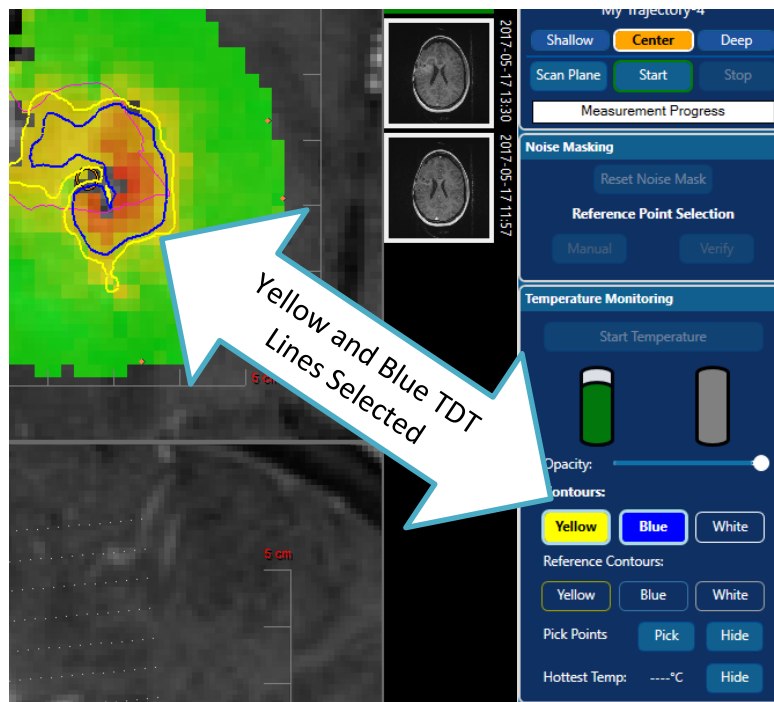 My Trajectory-4
Shallow
Center
Deep
Scan Plane
Start
Stop
Measurement Progress
Noise Masking
Reset Noise Mask
Reference Point Selection
Manual
Verify
Temperature Monitoring
Start Temperature
Opacity:
Contours:
Yellow
Blue
White
Reference Contours:
Yellow
Blue
White
Pick Points
Pick
Hide
Hottest Temp:
----°C
Hide
2017-05-17 13:30
2017-05-17 11:57
Yellow and Blue TDT
Lines Selected
5 cm
5 cm